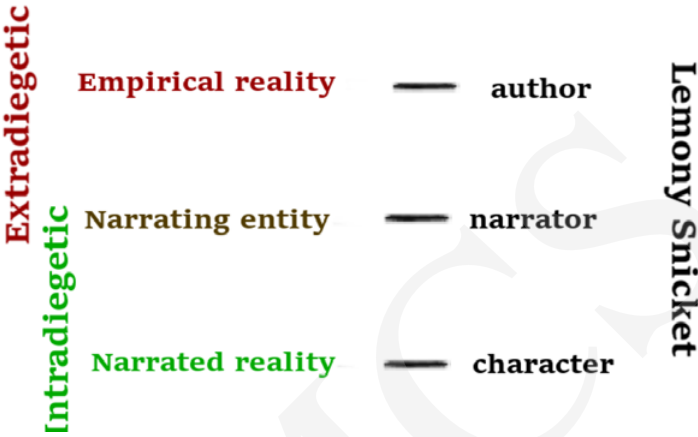 Extradiegetic
Intradiegetic
Empirical reality — author
Narrating entity — narrator
Narrated reality — character
Lemony Snicket